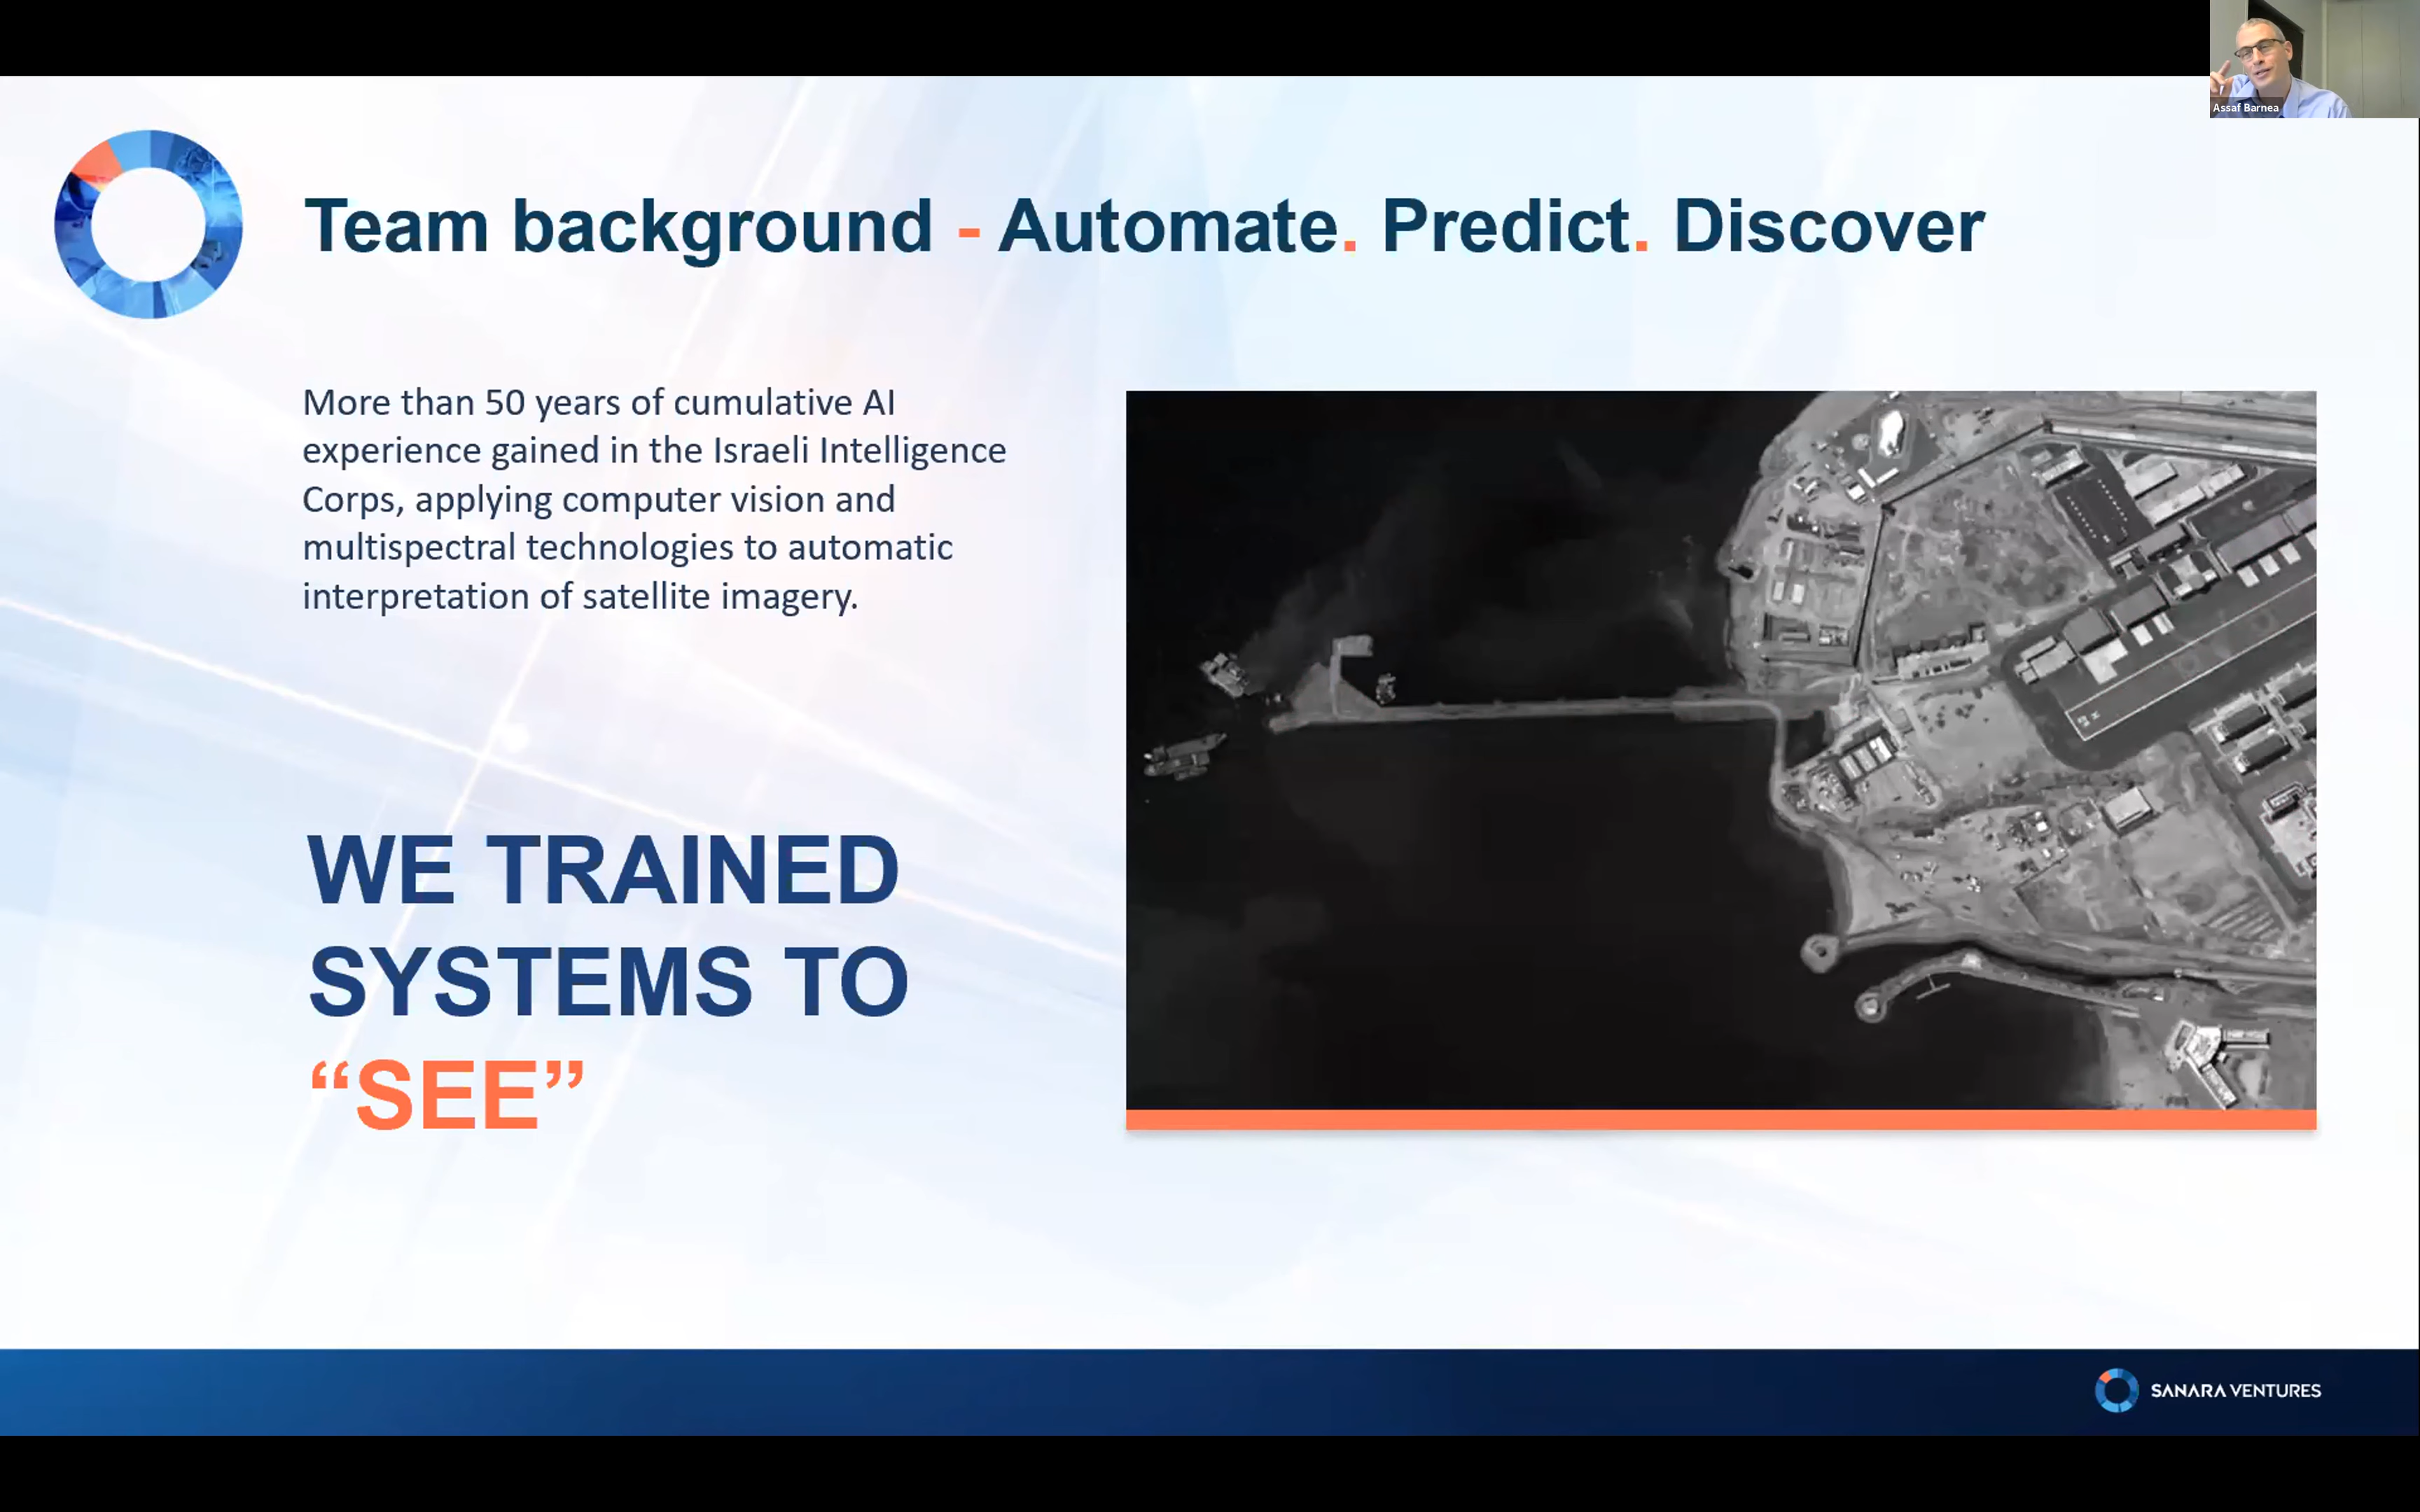 Assaf Barnea
Team background - Automate. Predict. Discover
More than 50 years of cumulative AI
experience gained in the Israeli Intelligence
Corps, applying computer vision and
multispectral technologies to automatic
interpretation of satellite imagery.
WE TRAINED
SYSTEMS TO
“SEE”
SANARA VENTURES